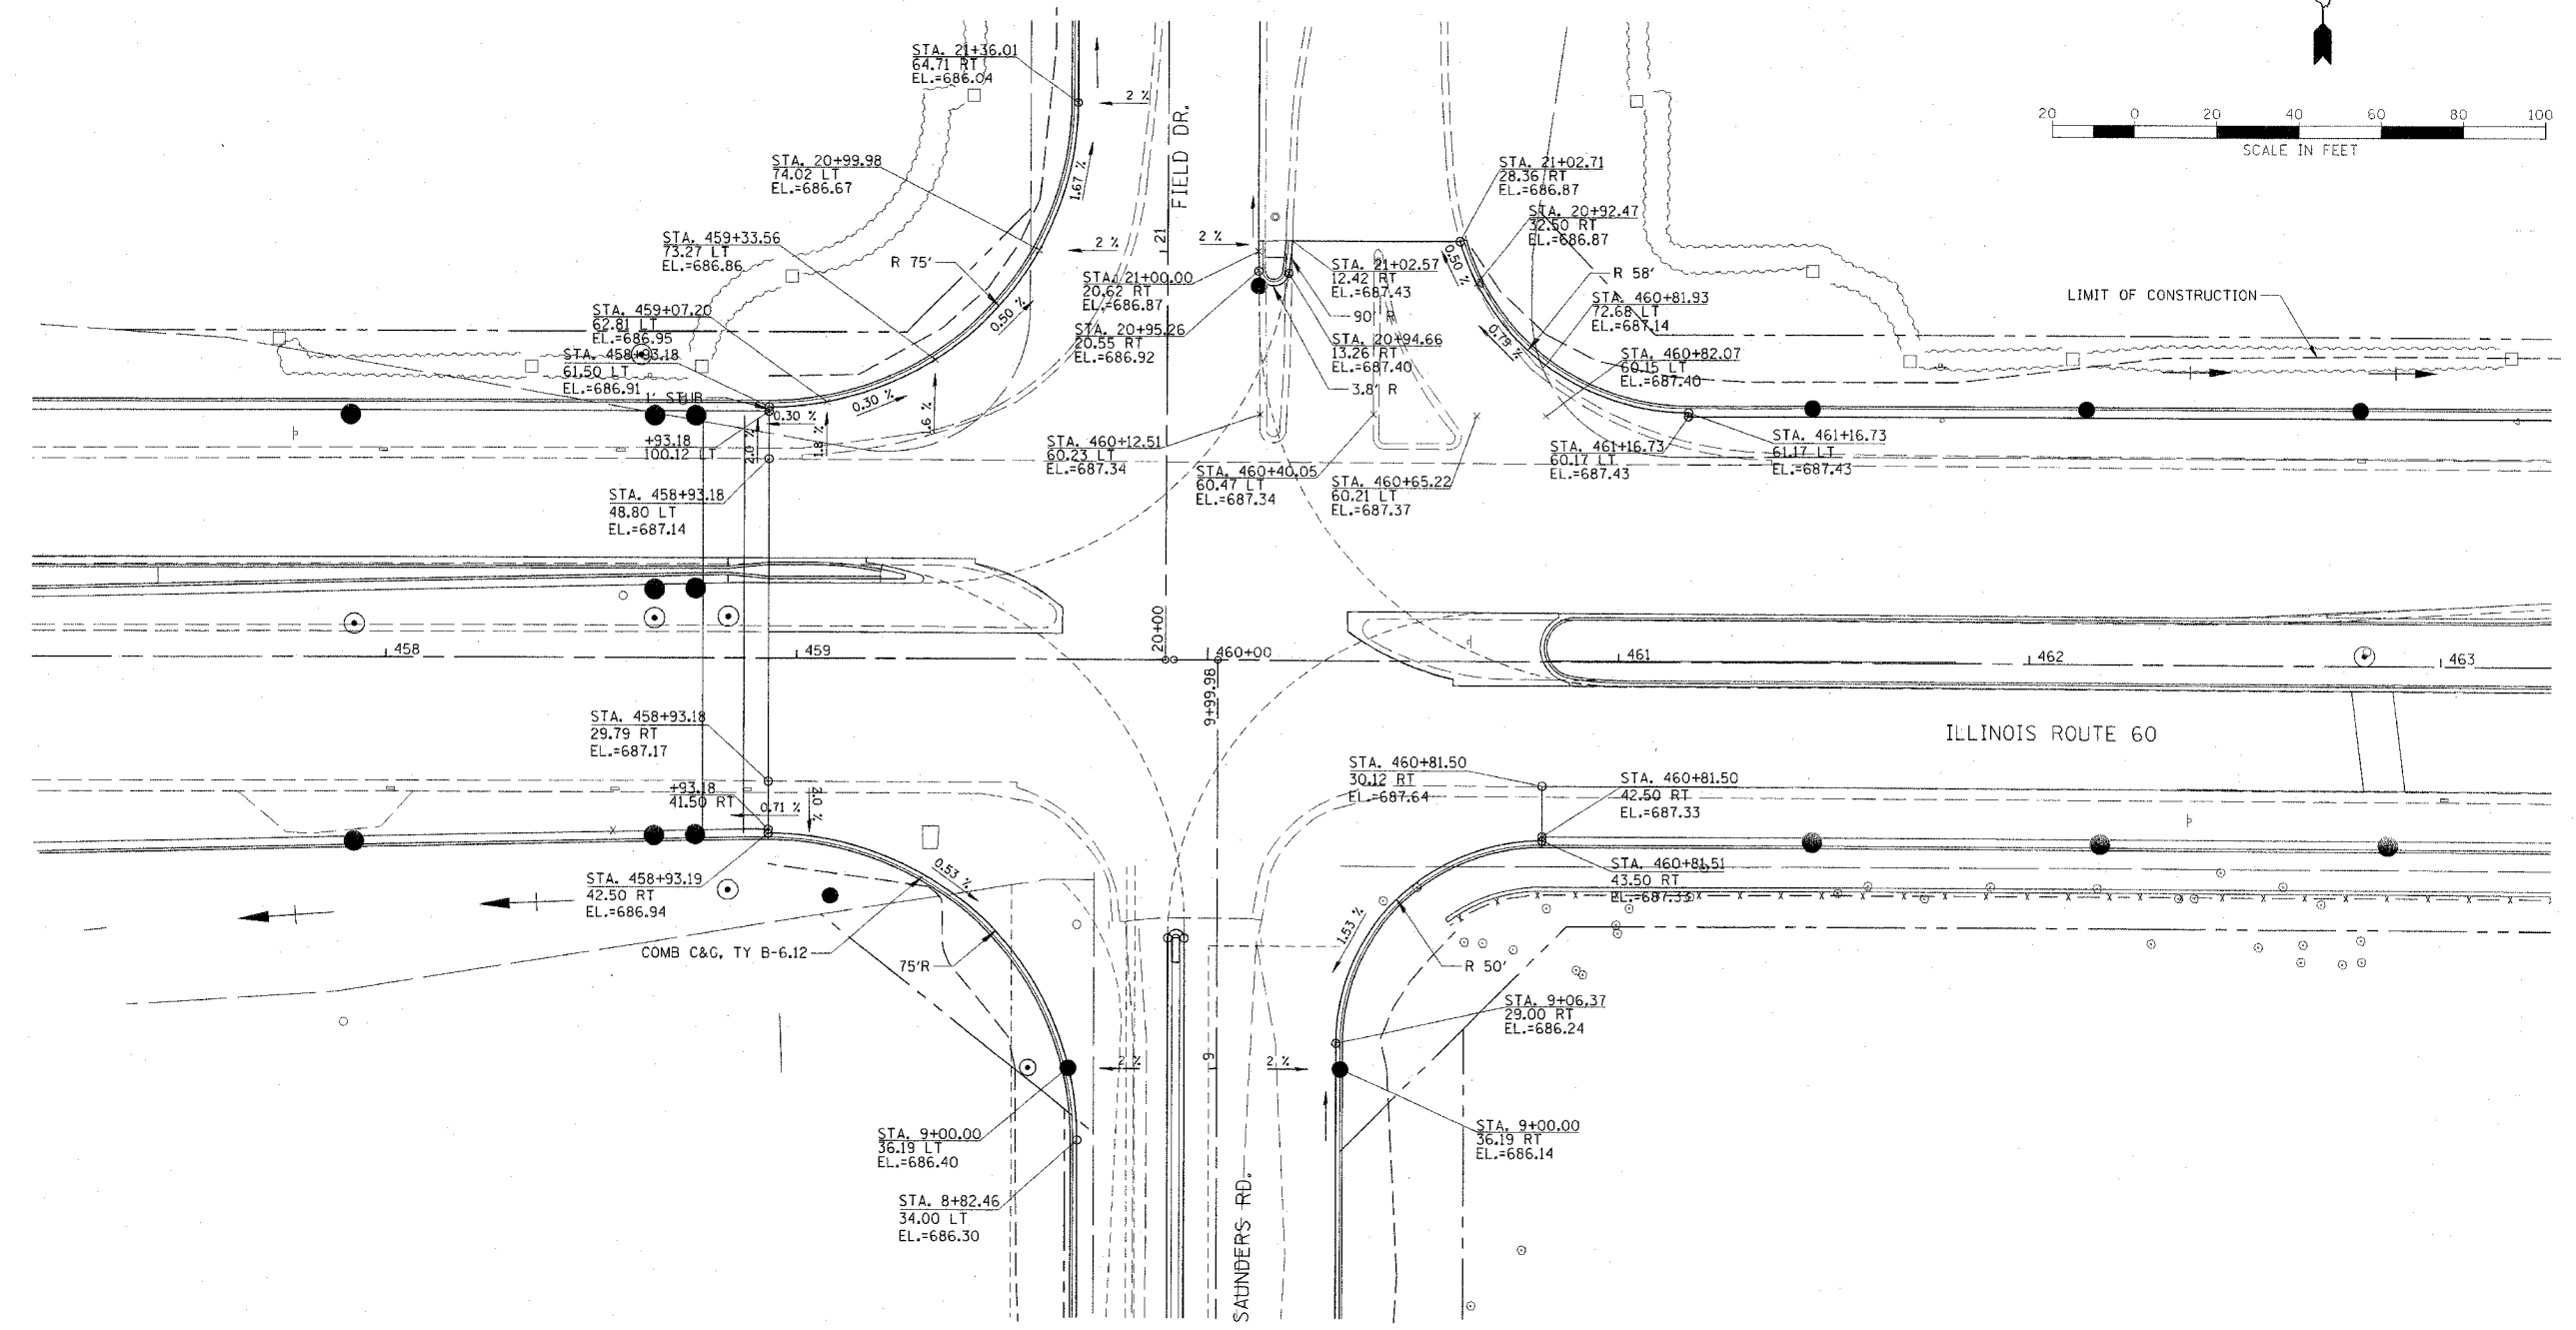 STA. 21+36.01
64.71 RT
EL.=686.04
2 %
FIELD DR.
20 0 20 40 60 80 100
SCALE IN FEET
STA. 20+99.98
74.02 LT
EL.=686.67
1.67 %
STA. 21+02.71
28.36 RT
EL.=686.87
STA. 20+92.47
32.50 RT
EL.=686.87
STA. 459+33.56
73.27 LT
EL.=686.86
R 75'
2 %
21
2 %
0.50 %
STA. 21+00.00
20.62 RT
EL.=686.87
STA. 21+02.57
12.42 RT
EL.=687.43
90' R
R 58'
STA. 460+81.93
72.68 LT
EL.=687.14
LIMIT OF CONSTRUCTION
STA. 459+07.20
62.81 LT
EL.=686.95
0.50 %
STA. 20+95.26
20.55 RT
EL.=686.92
STA. 20+94.66
13.26 RT
EL.=687.40
3.8' R
0.79 %
STA. 460+82.07
60.15 LT
EL.=687.40
STA. 458+93.18
61.50 LT
EL.=686.91
1' STUB
0.30 %
0.30 %
1.6 %
1.8 %
2.0 %
+93.18
100.12 LT
STA. 460+12.51
60.23 LT
EL.=687.34
STA. 460+40.05
60.47 LT
EL.=687.34
STA. 460+65.22
60.21 LT
EL.=687.37
STA. 461+16.73
60.17 LT
EL.=687.43
STA. 461+16.73
61.17 LT
EL.=687.43
STA. 458+93.18
48.80 LT
EL.=687.14
458
459
20+00
460+00
9+99.98
461
462
463
ILLINOIS ROUTE 60
STA. 458+93.18
29.79 RT
EL.=687.17
+93.18
41.50 RT
0.71 %
2.0 %
STA. 460+81.50
30.12 RT
EL.=687.64
STA. 460+81.50
42.50 RT
EL.=687.33
STA. 458+93.19
42.50 RT
EL.=686.94
0.53 %
STA. 460+81.51
43.50 RT
EL.=687.33
COMB C&G, TY B-6.12
75'R
1.53 %
R 50'
STA. 9+06.37
29.00 RT
EL.=686.24
2 %
9
2 %
STA. 9+00.00
36.19 LT
EL.=686.40
STA. 9+00.00
36.19 RT
EL.=686.14
STA. 8+82.46
34.00 LT
EL.=686.30
SAUNDERS RD.